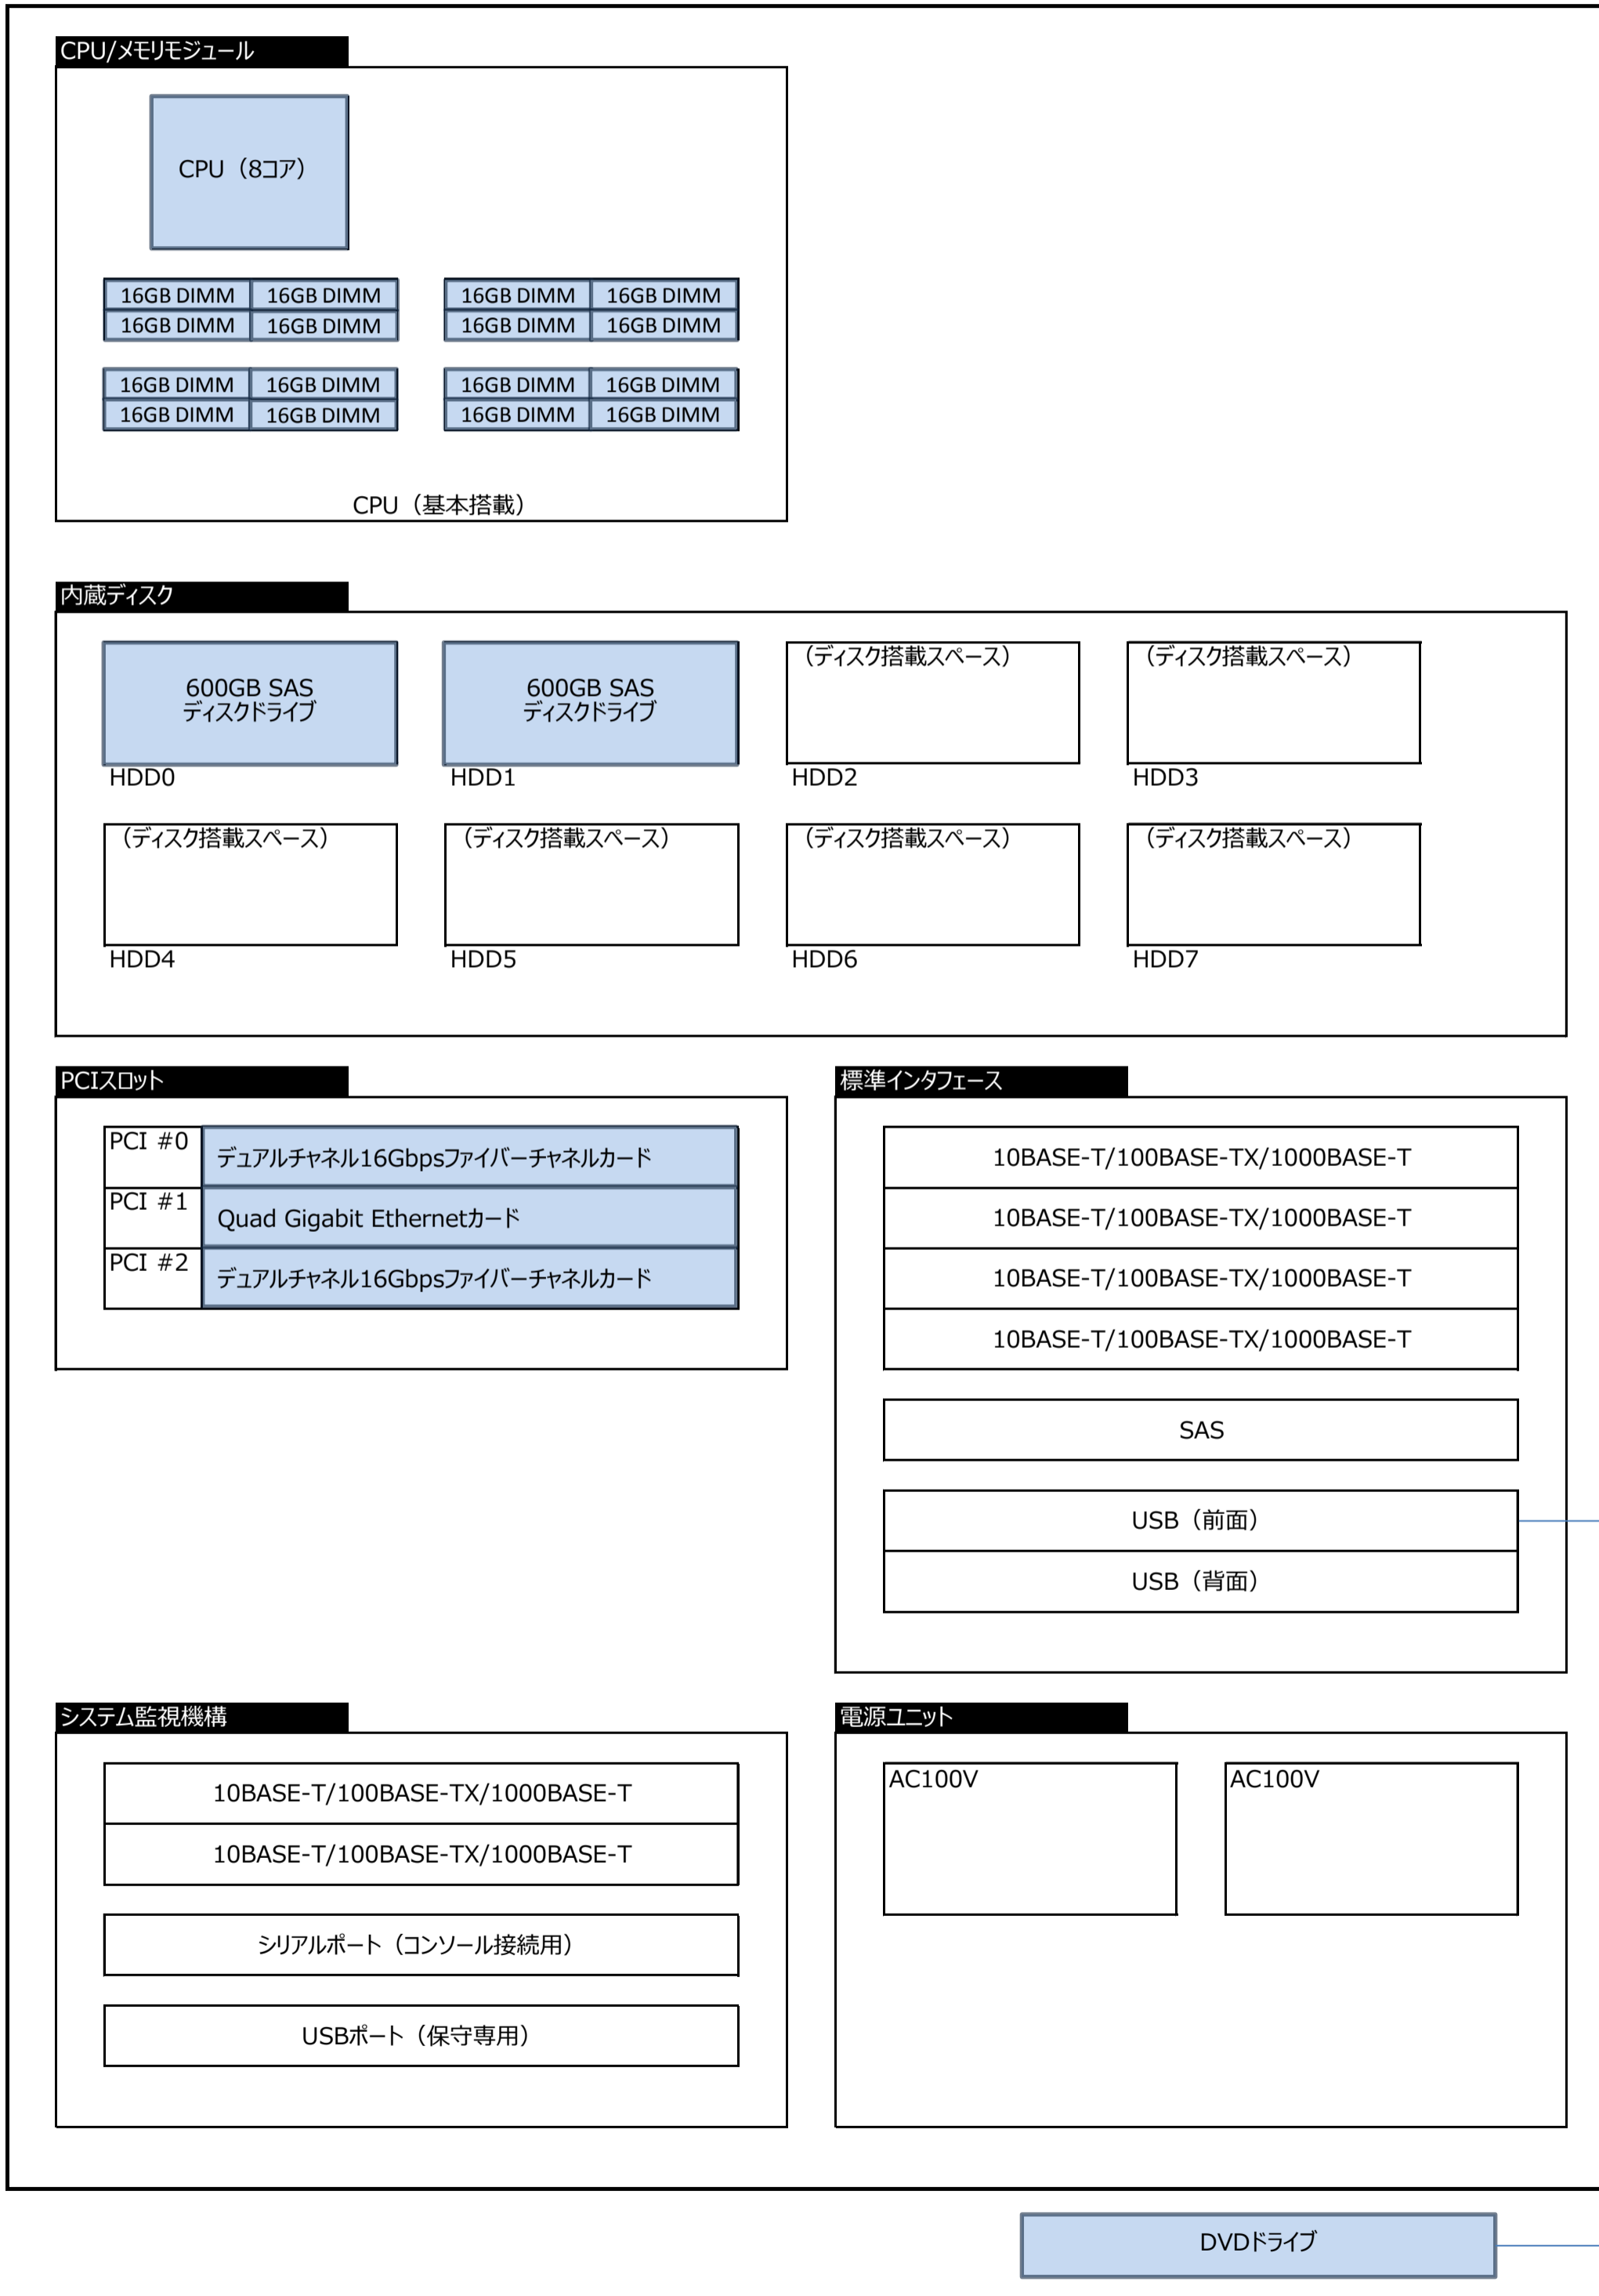 CPU/メモリモジュール
CPU（8コア）
16GB DIMM 16GB DIMM 16GB DIMM 16GB DIMM
16GB DIMM 16GB DIMM 16GB DIMM 16GB DIMM
16GB DIMM 16GB DIMM 16GB DIMM 16GB DIMM
16GB DIMM 16GB DIMM 16GB DIMM 16GB DIMM
CPU（基本搭載）
内蔵ディスク
600GB SAS
ディスクドライブ
HDD0
600GB SAS
ディスクドライブ
HDD1
（ディスク搭載スペース）
HDD2
（ディスク搭載スペース）
HDD3
（ディスク搭載スペース）
HDD4
（ディスク搭載スペース）
HDD5
（ディスク搭載スペース）
HDD6
（ディスク搭載スペース）
HDD7
PCIスロット
PCI #0 デュアルチャネル16Gbpsファイバーチャネルカード
PCI #1 Quad Gigabit Ethernetカード
PCI #2 デュアルチャネル16Gbpsファイバーチャネルカード
標準インタフェース
10BASE-T/100BASE-TX/1000BASE-T
10BASE-T/100BASE-TX/1000BASE-T
10BASE-T/100BASE-TX/1000BASE-T
10BASE-T/100BASE-TX/1000BASE-T
SAS
USB（前面）
USB（背面）
システム監視機構
10BASE-T/100BASE-TX/1000BASE-T
10BASE-T/100BASE-TX/1000BASE-T
シリアルポート（コンソール接続用）
USBポート（保守専用）
電源ユニット
AC100V
AC100V
DVDドライブ